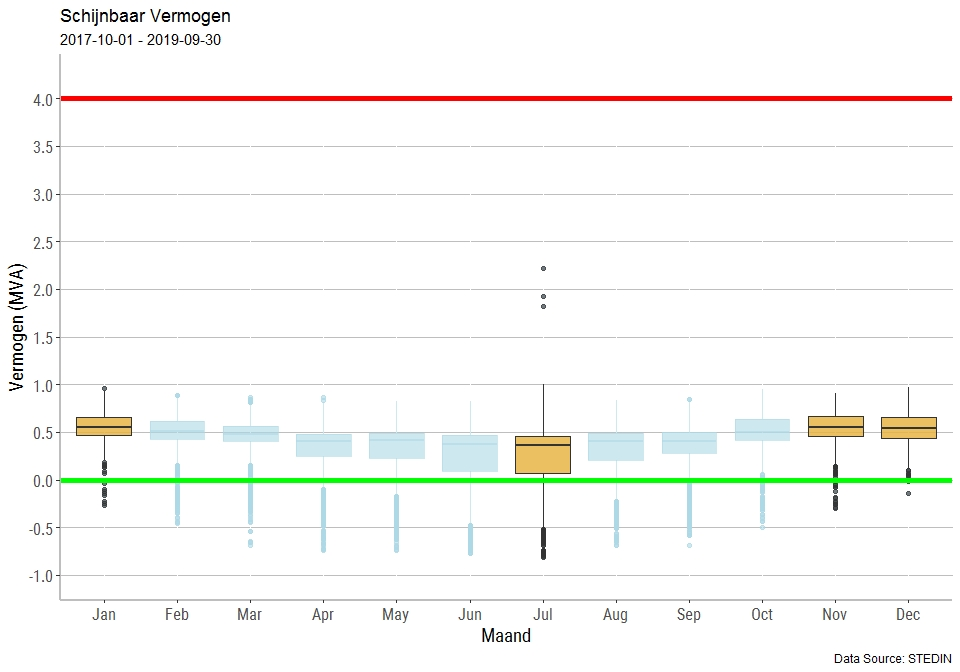 Schijnbaar Vermogen
2017-10-01 - 2019-09-30
4.0
3.5
3.0
2.5
2.0
1.5
1.0
0.5
0.0
-0.5
-1.0
Vermogen (MVA)
Jan Feb Mar Apr May Jun Jul Aug Sep Oct Nov Dec
Maand
Data Source: STEDIN